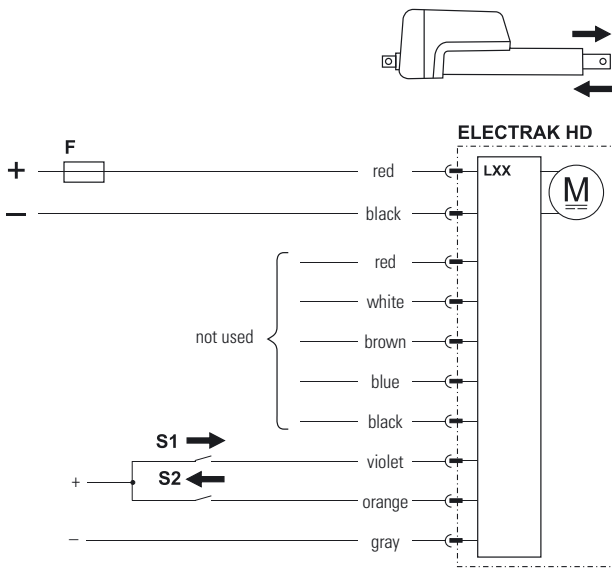 ELECTRAK HD
F
+ red LXX
M
− black
red
white
not used brown
blue
black
S1 violet
+ S2
orange
− gray